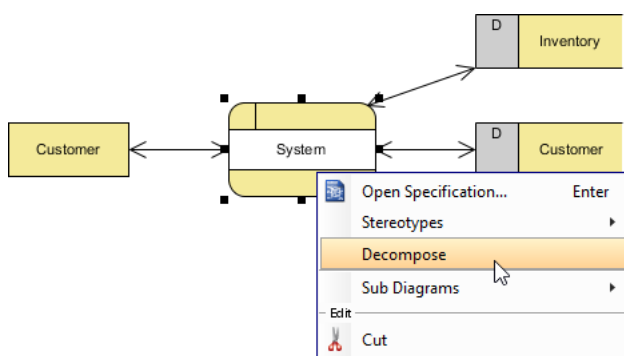 D
Inventory
Customer
System
D
Customer
Open Specification... Enter
Stereotypes
Decompose
Sub Diagrams
Edit
Cut